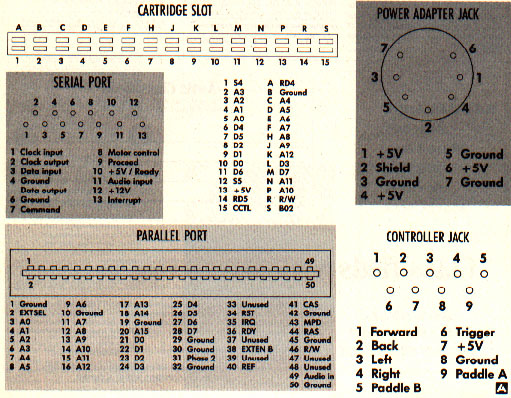 CARTRIDGE SLOT
A B C D E F H J K L M N P R S
1 2 3 4 5 6 7 8 9 10 11 12 13 14 15
SERIAL PORT
2 4 6 8 10 12
1 3 5 7 9 11 13
1 Clock input 8 Motor control
2 Clock output 9 Proceed
3 Data input 10 +5V / Ready
4 Ground 11 Audio input
Data output 12 +12V
6 Ground 13 Interrupt
7 Command
1 S4 A RD4
2 A3 B Ground
3 A2 C A4
4 A1 D A5
5 A0 E A6
6 D4 F A7
7 D5 H A8
8 D2 J A9
9 D1 K A12
10 D0 L D3
11 D6 M D7
12 S5 N A11
13 +5V P A10
14 RD5 R R/W
15 CCTL S B02
POWER ADAPTER JACK
7 6
3 1
5 4
2
1 +5V 5 Ground
2 Shield 6 +5V
3 Ground 7 Ground
4 +5V
PARALLEL PORT
1 49
2 50
1 Ground 9 A6 17 A13 25 D4 33 Unused 41 CAS
2 EXTSEL 10 Ground 18 A14 26 D5 34 RST 42 Ground
3 A0 11 A7 19 Ground 27 D6 35 IRQ 43 MPD
4 A1 12 A8 20 A15 28 D7 36 RDY 44 RAS
5 A2 13 A9 21 D0 29 Ground 37 Unused 45 Ground
6 A3 14 A10 22 D1 30 Ground 38 EXTEN B 46 R/W
7 A4 15 A11 23 D2 31 Phase 2 39 Unused 47 Unused
8 A5 16 A12 24 D3 32 Ground 40 REF 48 Unused
49 Audio in
50 Ground
CONTROLLER JACK
1 2 3 4 5
6 7 8 9
1 Forward 6 Trigger
2 Back 7 +5V
3 Left 8 Ground
4 Right 9 Paddle A
5 Paddle B